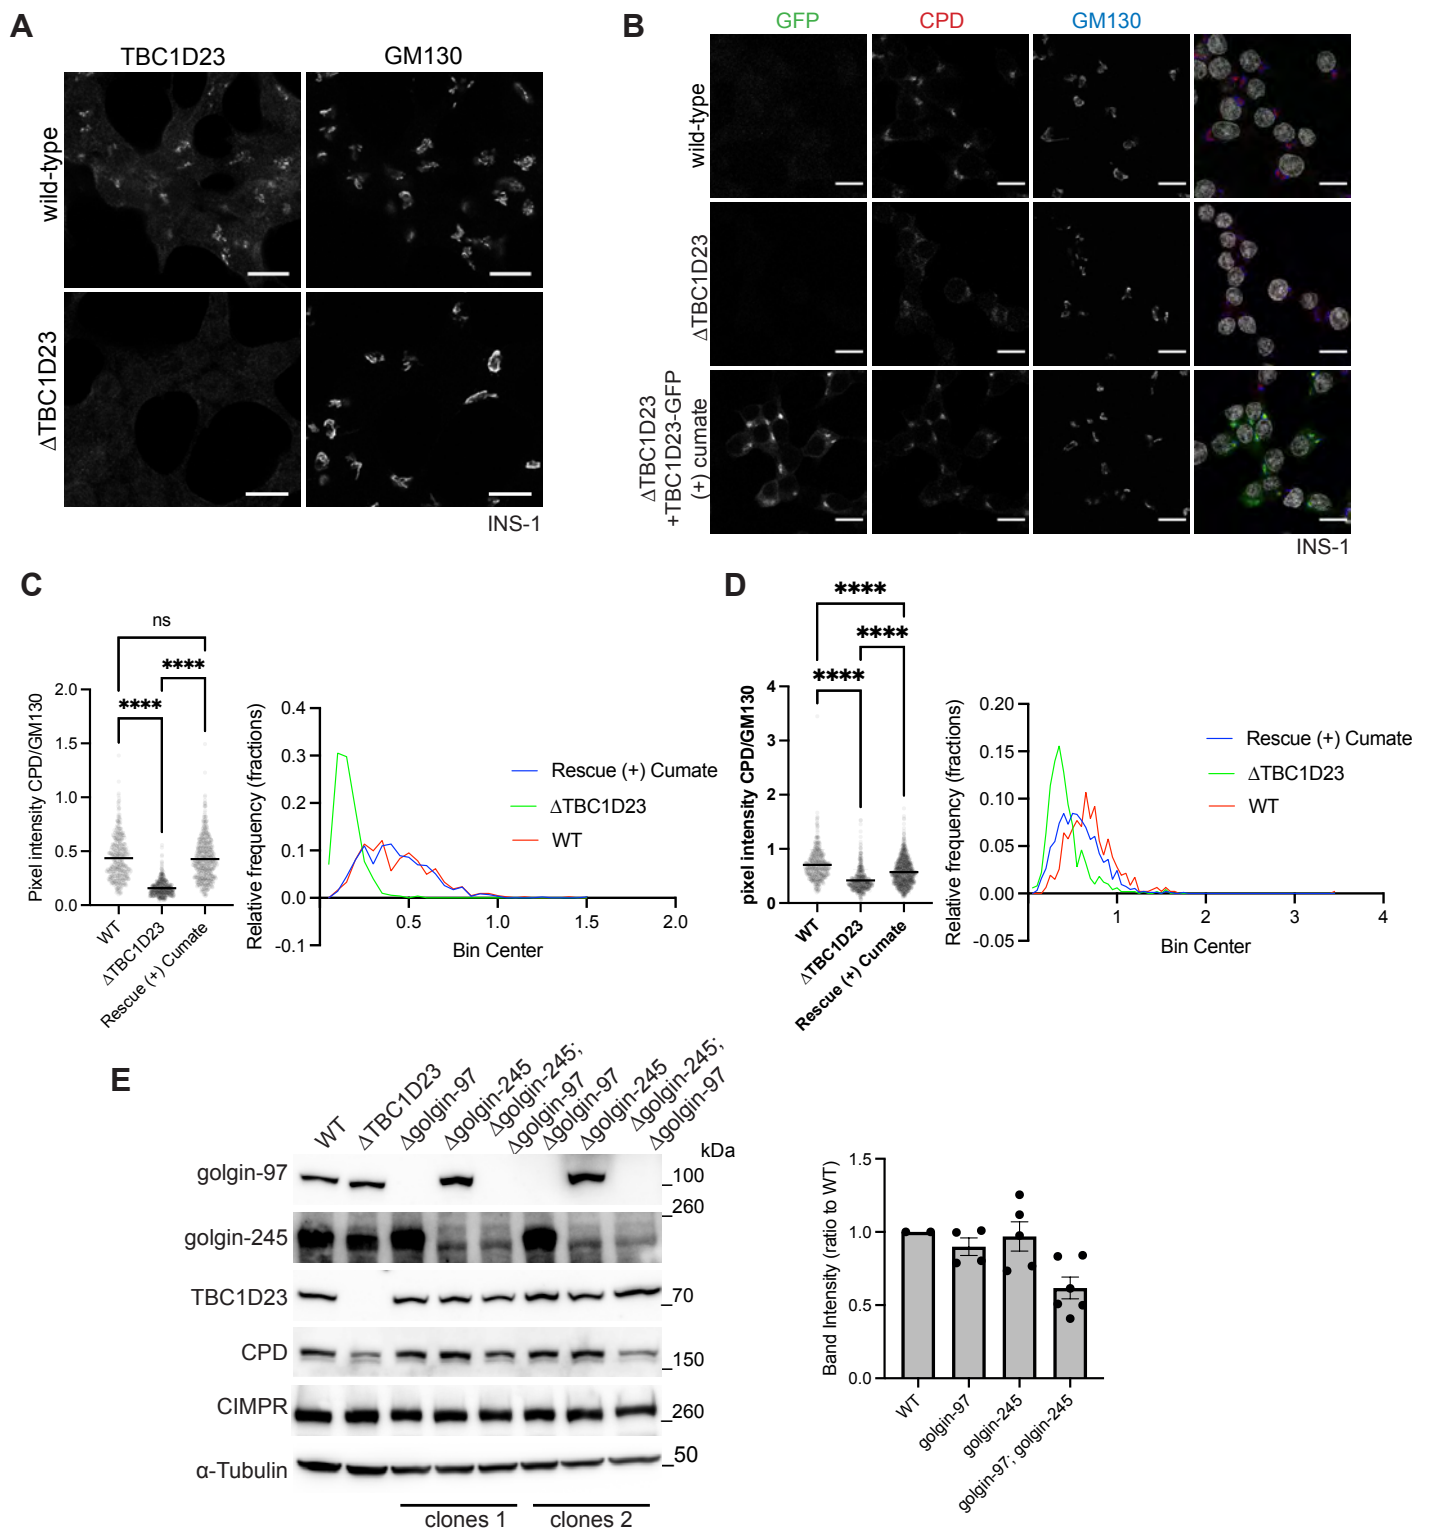 A
TBC1D23
GM130
wild-type
ΔTBC1D23
INS-1
B
GFP
CPD
GM130
wild-type
ΔTBC1D23
ΔTBC1D23
+TBC1D23-GFP
(+) cumate
INS-1
C
ns
****
****
Pixel intensity CPD/GM130
2.0
1.5
1.0
0.5
0.0
WT
ΔTBC1D23
Rescue (+) Cumate
Relative frequency (fractions)
0.4
0.3
0.2
0.1
0.0
-0.1
0.5
1.0
1.5
2.0
Bin Center
Rescue (+) Cumate
ΔTBC1D23
WT
D
****
****
****
pixel intensity CPD/GM130
4
3
2
1
0
WT
ΔTBC1D23
Rescue (+) Cumate
Relative frequency (fractions)
0.20
0.15
0.10
0.05
0.00
-0.05
1
2
3
4
Bin Center
Rescue (+) Cumate
ΔTBC1D23
WT
E
WT
ΔTBC1D23
Δgolgin-97
Δgolgin-245
Δgolgin-245;
Δgolgin-97
Δgolgin-97
Δgolgin-245
Δgolgin-245;
Δgolgin-97
kDa
golgin-97
_100
_260
golgin-245
TBC1D23
_70
CPD
_150
CIMPR
_260
α-Tubulin
_50
clones 1
clones 2
Band Intensity (ratio to WT)
1.5
1.0
0.5
0.0
WT
golgin-97
golgin-245
golgin-97; golgin-245